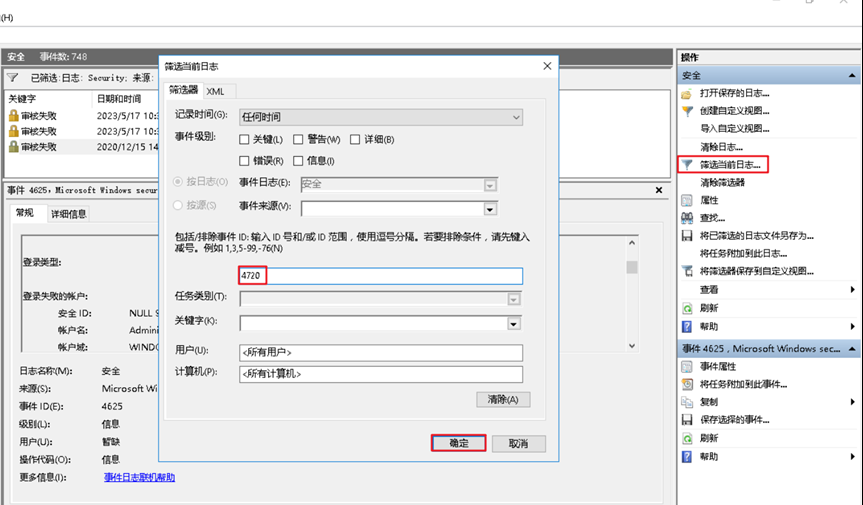 (H)
安全 事件数: 748
已筛选:日志: Security; 来源:
关键字 日期和时间
审核失败 2023/5/17 10:
审核失败 2023/5/17 10:
审核失败 2020/12/15 14
事件 4625, Microsoft Windows secur
常规 详细信息
登录类型:
登录失败的帐户:
安全 ID: NULL S
帐户名: Admini
帐户域: WIND
日志名称(M): 安全
来源(S): Microsoft Wi
事件 ID(E): 4625
级别(L): 信息
用户(U): 暂缺
操作代码(O): 信息
更多信息(I): 事件日志联机帮助
筛选当前日志
筛选器 XML
记录时间(G): 任何时间
事件级别: 关键(L) 警告(W) 详细(B)
错误(R) 信息(I)
按日志(O) 事件日志(E): 安全
按源(S) 事件来源(V):
包括/排除事件 ID: 输入 ID 号和/或 ID 范围，使用逗号分隔。若要排除条件，请先键入
减号。例如 1,3,5-99,-76(N)
4720
任务类别(T):
关键字(K):
用户(U): <所有用户>
计算机(P): <所有计算机>
清除(A)
确定 取消
操作
安全
打开保存的日志...
创建自定义视图...
导入自定义视图...
清除日志...
筛选当前日志...
清除筛选器
属性
查找...
将已筛选的日志文件另存为...
将任务附加到此日志...
将筛选器保存到自定义视图...
查看
刷新
帮助
事件 4625，Microsoft Windows sec...
事件属性
将任务附加到此事件...
复制
保存选择的事件...
刷新
帮助